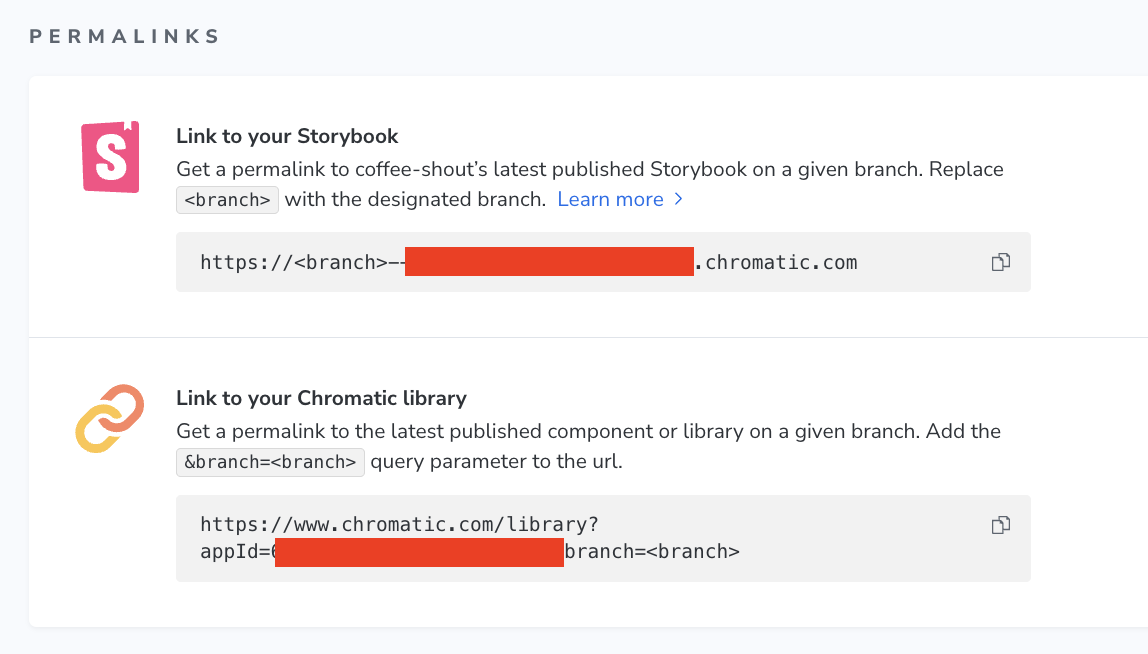 PERMALINKS
S
Link to your Storybook
Get a permalink to coffee-shout’s latest published Storybook on a given branch. Replace
<branch> with the designated branch. Learn more
https://<branch>-- .chromatic.com
Link to your Chromatic library
Get a permalink to the latest published component or library on a given branch. Add the
&branch=<branch> query parameter to the url.
https://www.chromatic.com/library?
appId=6 branch=<branch>